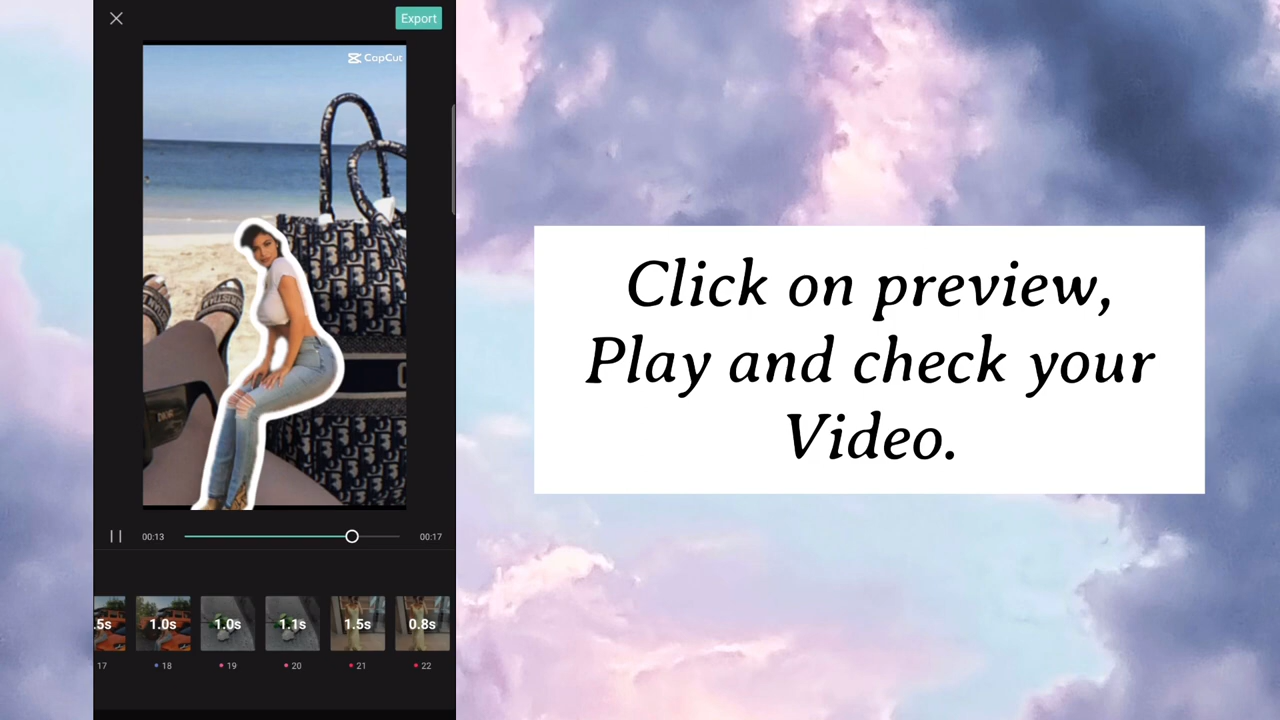 Export
CapCut
Click on preview,
Play and check your
Video.
00:13
00:17
.5s
1.0s
1.0s
1.1s
1.5s
0.8s
17
18
19
20
21
22